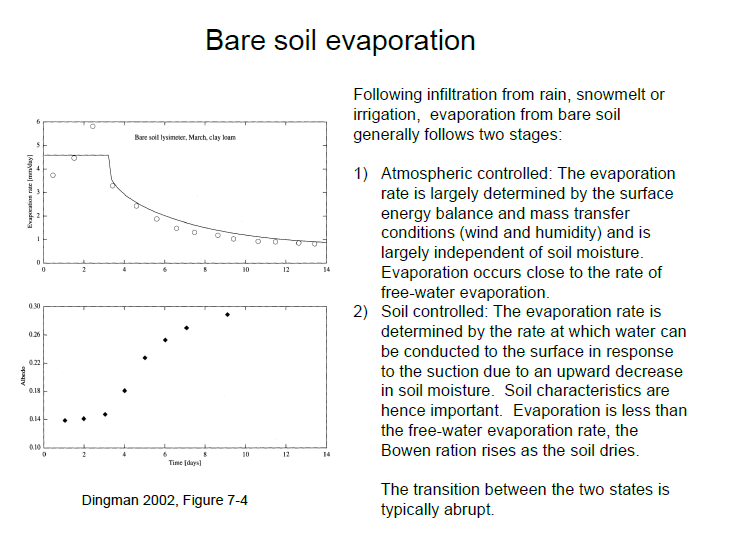 Bare soil evaporation
Following infiltration from rain, snowmelt or
irrigation,  evaporation from bare soil
generally follows two stages:
1) Atmospheric controlled: The evaporation
rate is largely determined by the surface
energy balance and mass transfer
conditions (wind and humidity) and is
largely independent of soil moisture.
Evaporation occurs close to the rate of
free-water evaporation.
2) Soil controlled: The evaporation rate is
determined by the rate at which water can
be conducted to the surface in response
to the suction due to an upward decrease
in soil moisture.  Soil characteristics are
hence important.  Evaporation is less than
the free-water evaporation rate, the
Bowen ration rises as the soil dries.
The transition between the two states is
typically abrupt.
Bare soil lysimeter, March, clay loam
Evaporation rate [mm/day]
6
5
4
3
2
1
0
0 2 4 6 8 10 12 14
Albedo
0.30
0.26
0.22
0.18
0.14
0.10
0 2 4 6 8 10 12 14
Time [days]
Dingman 2002, Figure 7-4